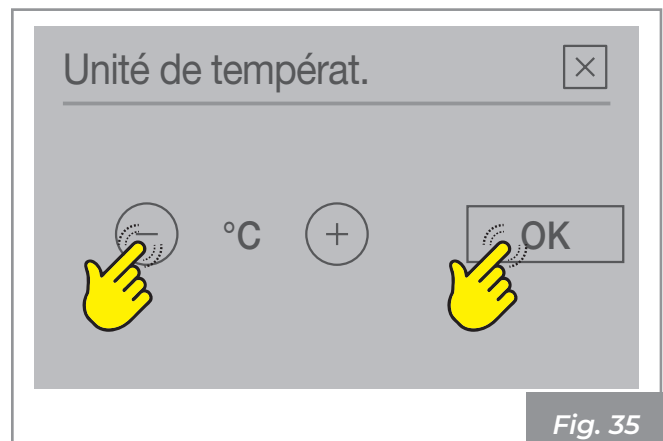 Unité de températ.
− °C + OK
Fig. 35